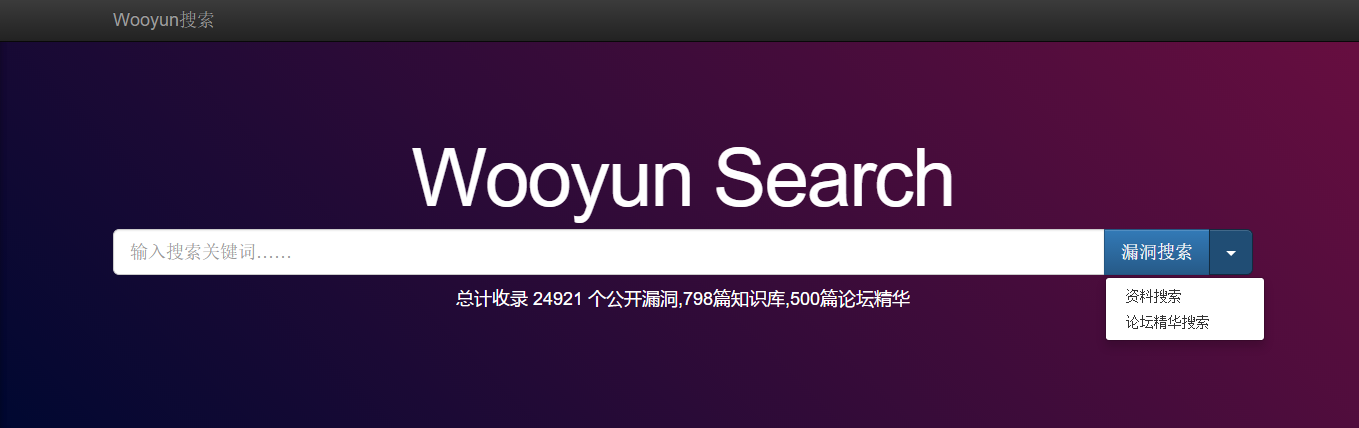 Wooyun搜索
Wooyun Search
输入搜索关键词……
漏洞搜索
总计收录 24921 个公开漏洞,798篇知识库,500篇论坛精华
资料搜索
论坛精华搜索